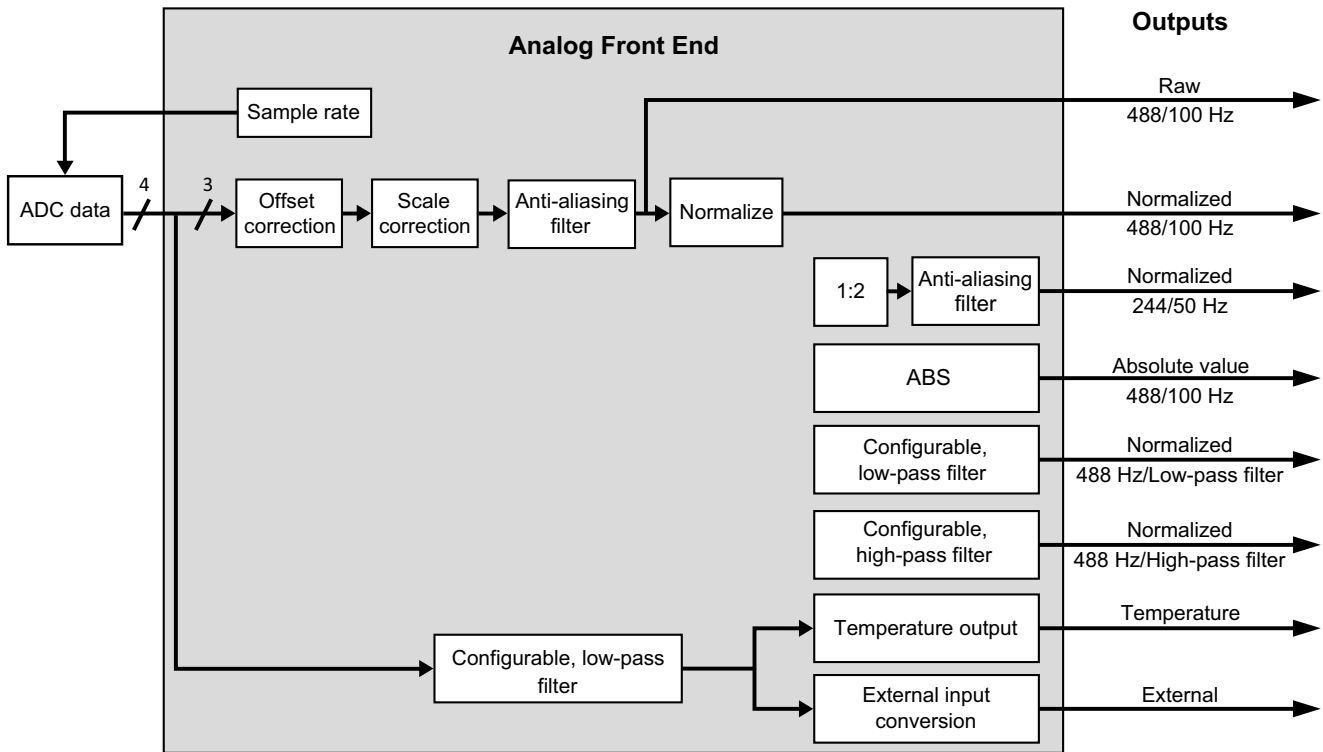 Outputs
Analog Front End
Raw
488/100 Hz
Sample rate
ADC data
4
3
Offset
correction
Scale
correction
Anti-aliasing
filter
Normalize
Normalized
488/100 Hz
1:2
Anti-aliasing
filter
Normalized
244/50 Hz
ABS
Absolute value
488/100 Hz
Configurable,
low-pass filter
Normalized
488 Hz/Low-pass filter
Configurable,
high-pass filter
Normalized
488 Hz/High-pass filter
Configurable, low-pass
filter
Temperature output
Temperature
External input
conversion
External